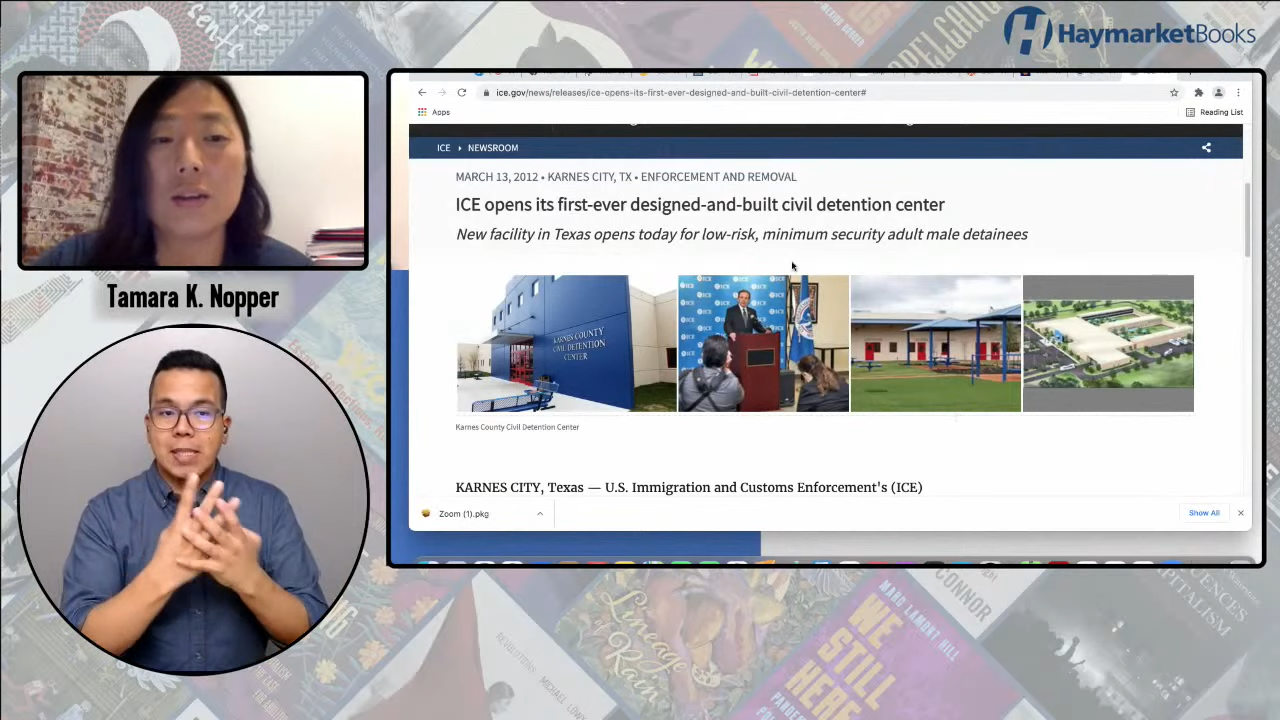 HaymarketBooks
ice.gov/news/releases/ice-opens-its-first-ever-designed-and-built-civil-detention-center#
Apps
Reading List
ICE ‣ NEWSROOM
MARCH 13, 2012 • KARNES CITY, TX • ENFORCEMENT AND REMOVAL
ICE opens its first-ever designed-and-built civil detention center
New facility in Texas opens today for low-risk, minimum security adult male detainees
KARNES COUNTY
CIVIL DETENTION
CENTER
Karnes County Civil Detention Center
KARNES CITY, Texas — U.S. Immigration and Customs Enforcement's (ICE)
Zoom (1).pkg
Show All
Tamara K. Nopper
Lineage
of Rain
MARC LAMONT HILL
WE
STILL
HERE
CONNOR
REVOLUTIONS
MICHAEL LÖWY